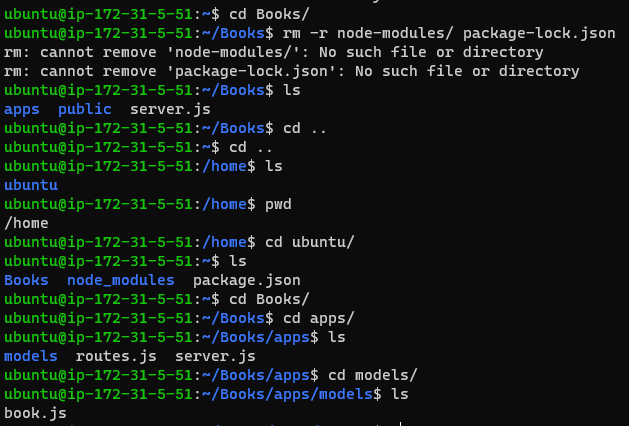 ubuntu@ip-172-31-5-51:~$ cd Books/
ubuntu@ip-172-31-5-51:~/Books$ rm -r node-modules/ package-lock.json
rm: cannot remove 'node-modules/': No such file or directory
rm: cannot remove 'package-lock.json': No such file or directory
ubuntu@ip-172-31-5-51:~/Books$ ls
apps  public  server.js
ubuntu@ip-172-31-5-51:~/Books$ cd ..
ubuntu@ip-172-31-5-51:~$ cd ..
ubuntu@ip-172-31-5-51:/home$ ls
ubuntu
ubuntu@ip-172-31-5-51:/home$ pwd
/home
ubuntu@ip-172-31-5-51:/home$ cd ubuntu/
ubuntu@ip-172-31-5-51:~$ ls
Books  node_modules  package.json
ubuntu@ip-172-31-5-51:~$ cd Books/
ubuntu@ip-172-31-5-51:~/Books$ cd apps/
ubuntu@ip-172-31-5-51:~/Books/apps$ ls
models  routes.js  server.js
ubuntu@ip-172-31-5-51:~/Books/apps$ cd models/
ubuntu@ip-172-31-5-51:~/Books/apps/models$ ls
book.js